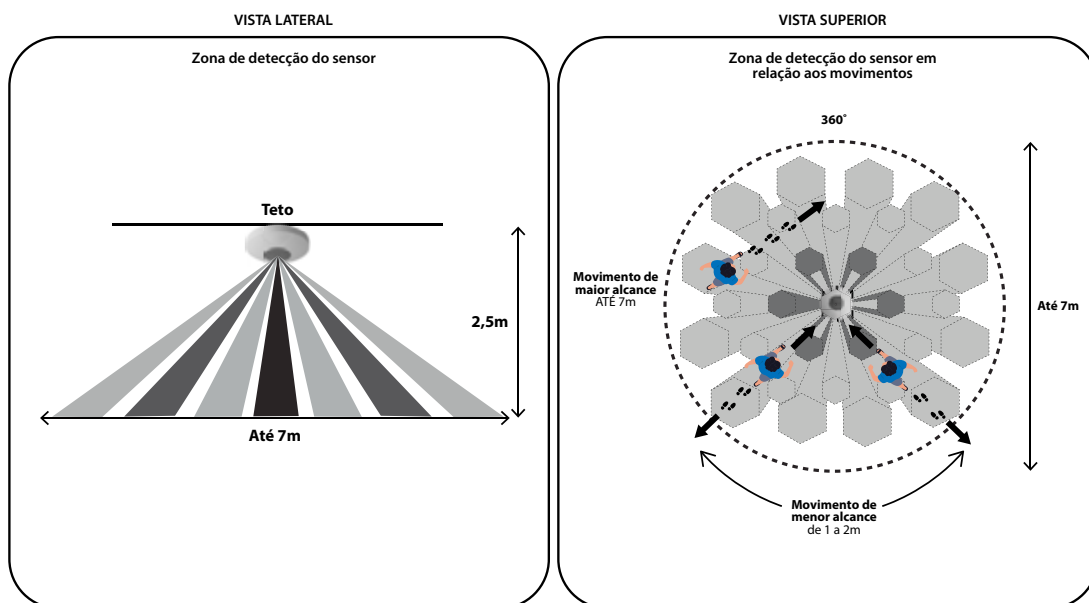 VISTA LATERAL
Zona de detecção do sensor
Teto
2,5m
Até 7m
VISTA SUPERIOR
Zona de detecção do sensor em
relação aos movimentos
360˚
Movimento de
maior alcance
ATÉ 7m
Até 7m
Movimento de
menor alcance
de 1 a 2m